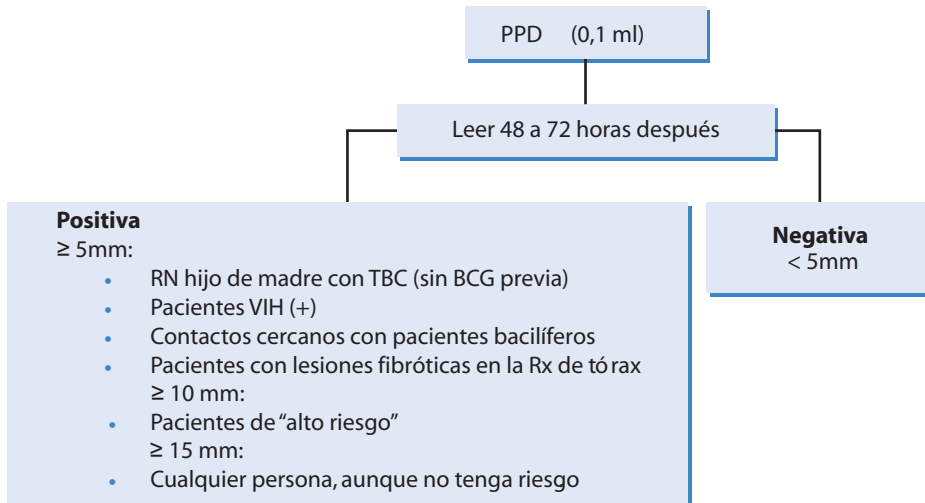 PPD (0,1 ml)
Leer 48 a 72 horas después
Positiva
≥ 5mm:
• RN hijo de madre con TBC (sin BCG previa)
• Pacientes VIH (+)
• Contactos cercanos con pacientes bacilíferos
• Pacientes con lesiones fibróticas en la Rx de tórax
≥ 10 mm:
• Pacientes de “alto riesgo”
≥ 15 mm:
• Cualquier persona, aunque no tenga riesgo
Negativa
< 5mm